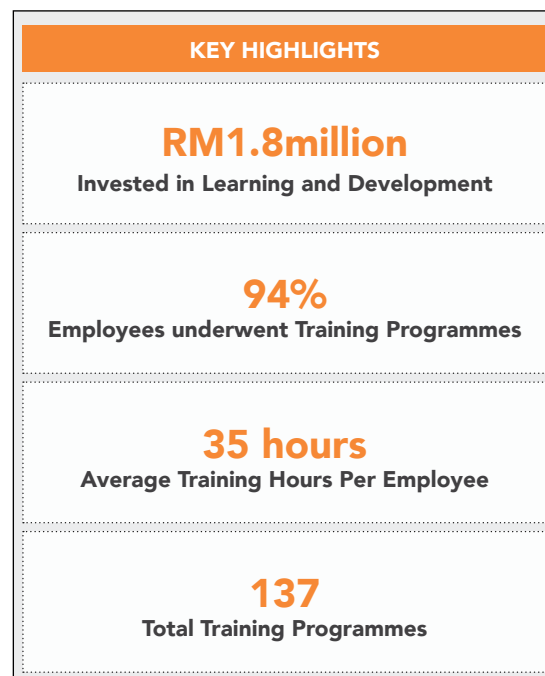 KEY HIGHLIGHTS
RM1.8million
Invested in Learning and Development
94%
Employees underwent Training Programmes
35 hours
Average Training Hours Per Employee
137
Total Training Programmes